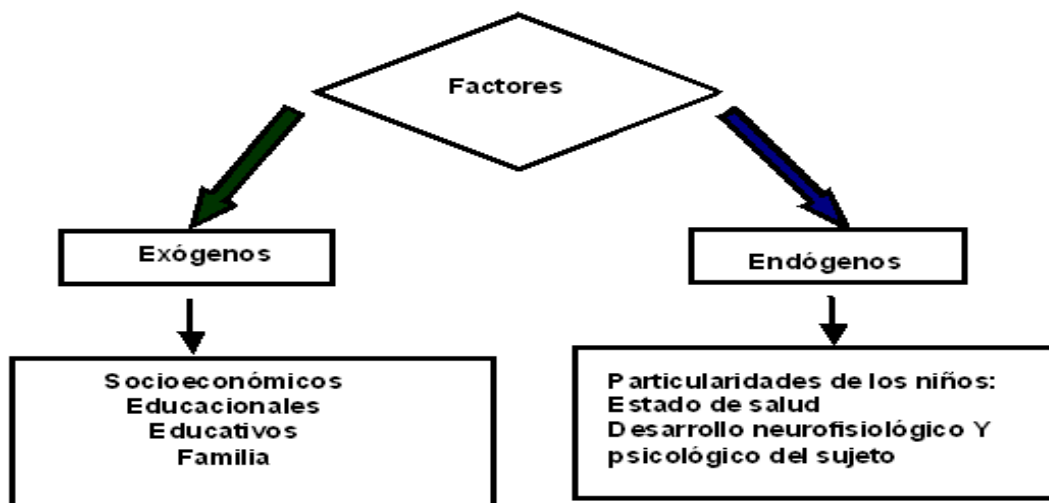 Factores
Exógenos
Endógenos
Socioeconómicos
Educacionales
Educativos
Familia
Particularidades de los niños:
Estado de salud
Desarrollo neurofisiológico Y
psicológico del sujeto